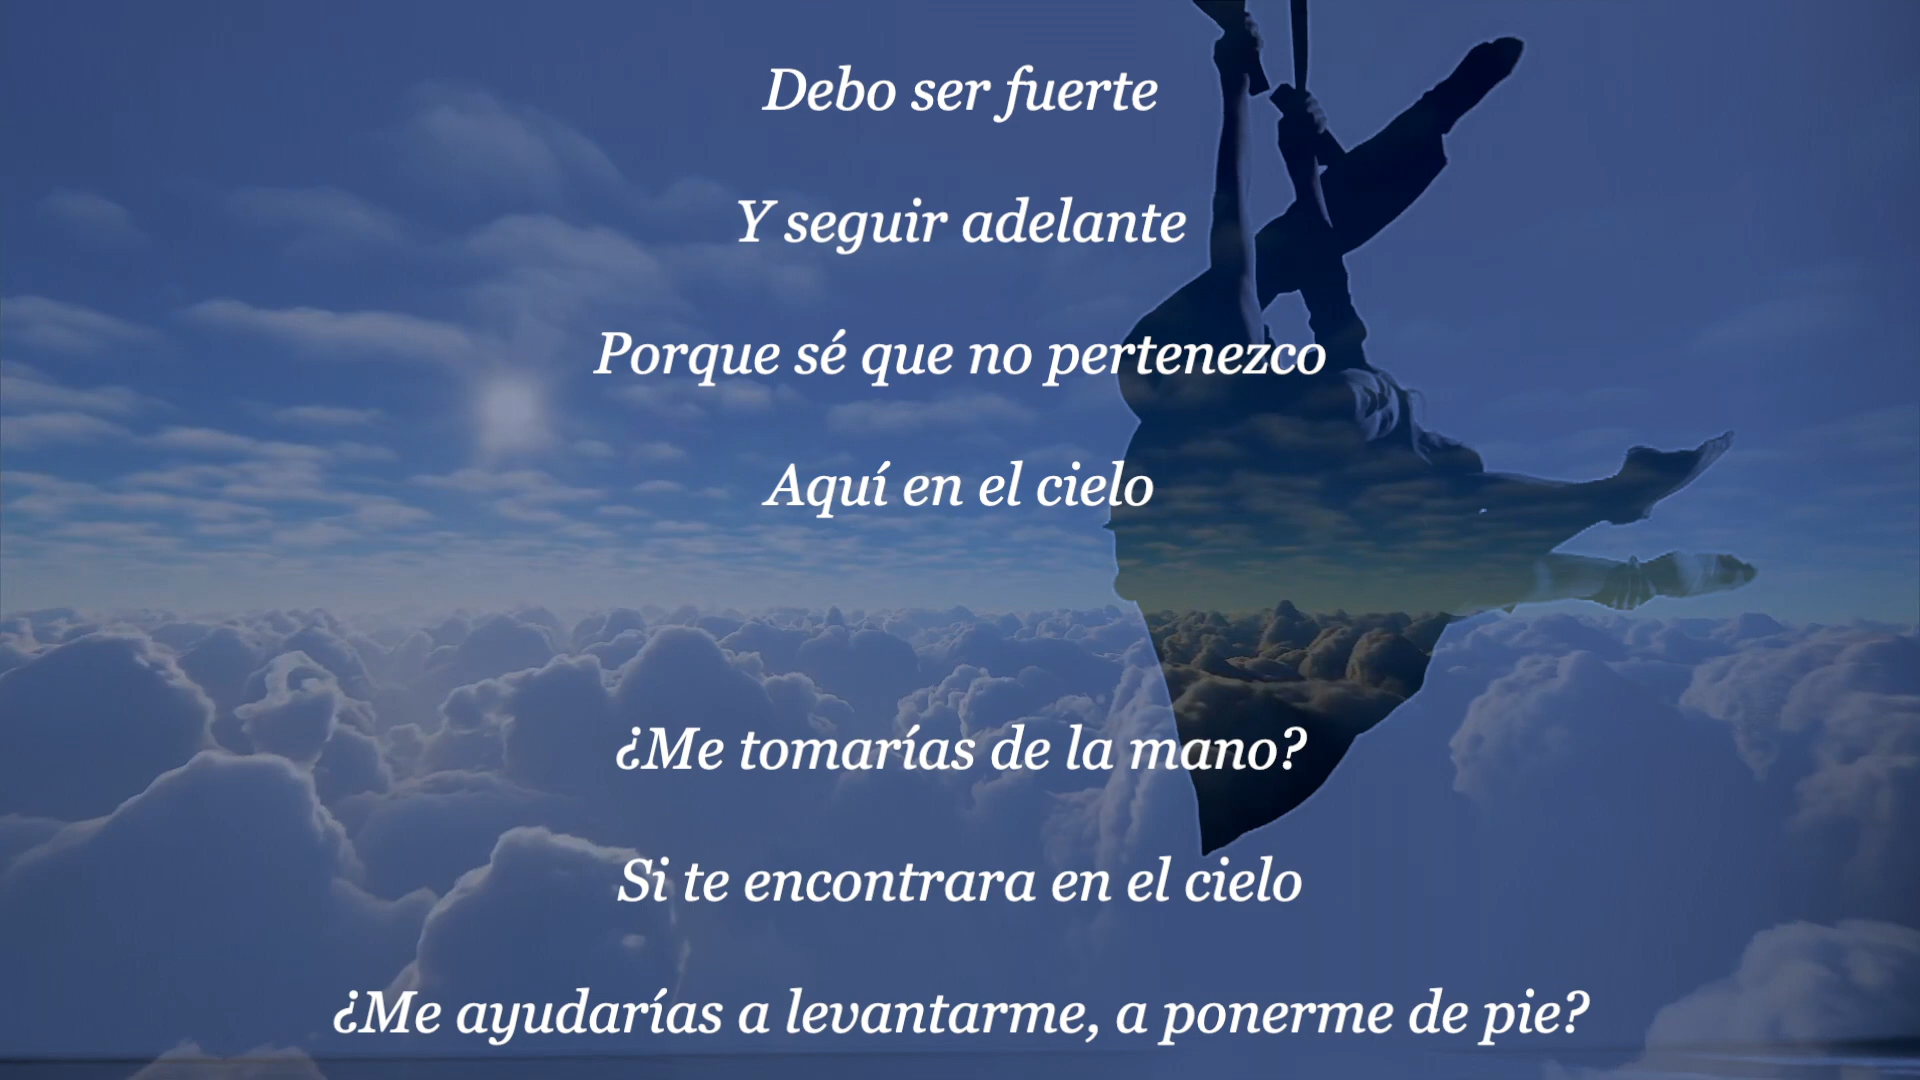 Debo ser fuerte
Y seguir adelante
Porque sé que no pertenezco
Aquí en el cielo
¿Me tomarías de la mano?
Si te encontrara en el cielo
¿Me ayudarías a levantarme, a ponerme de pie?